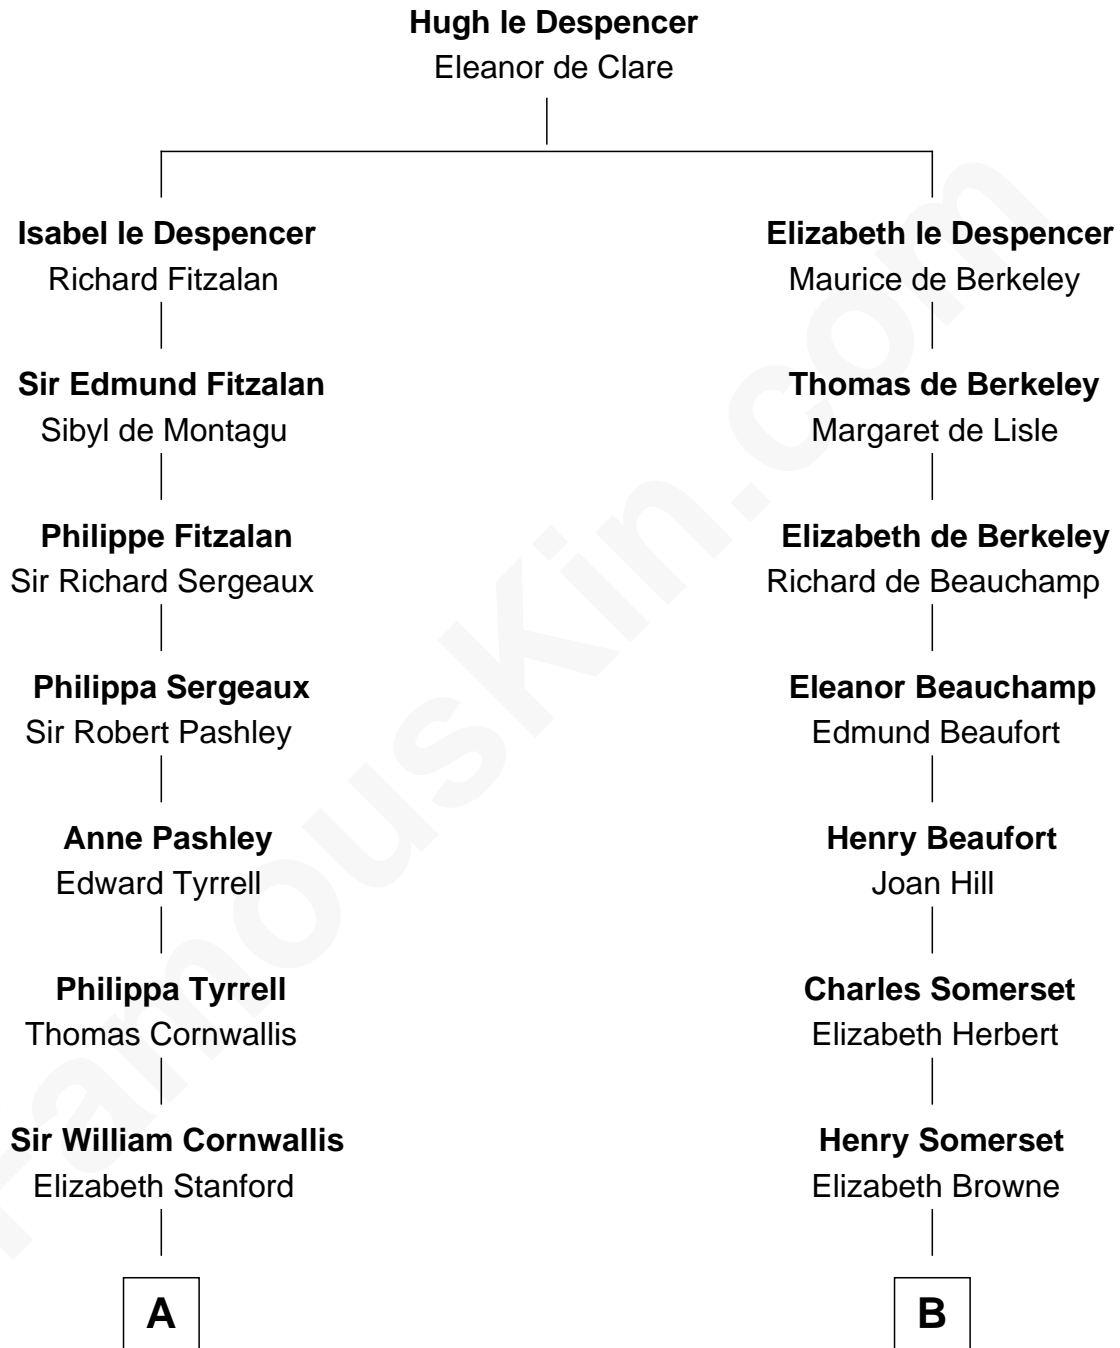 Hugh le Despencer
Eleanor de Clare
Isabel le Despencer
Richard Fitzalan
Elizabeth le Despencer
Maurice de Berkeley
Sir Edmund Fitzalan
Sibyl de Montagu
Thomas de Berkeley
Margaret de Lisle
Philippe Fitzalan
Sir Richard Sergeaux
Elizabeth de Berkeley
Richard de Beauchamp
Philippa Sergeaux
Sir Robert Pashley
Eleanor Beauchamp
Edmund Beaufort
Anne Pashley
Edward Tyrrell
Henry Beaufort
Joan Hill
Philippa Tyrrell
Thomas Cornwallis
Charles Somerset
Elizabeth Herbert
Sir William Cornwallis
Elizabeth Stanford
Henry Somerset
Elizabeth Browne
A
B
FamousKin.com